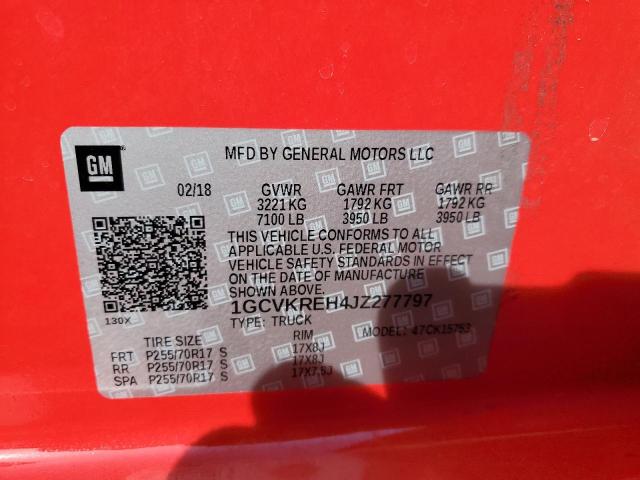 GM
MFD BY GENERAL MOTORS LLC
02/18 GVWR GAWR FRT GAWR RR
3221 KG 1792 KG 1792 KG
7100 LB 3950 LB 3950 LB
THIS VEHICLE CONFORMS TO ALL
APPLICABLE U.S. FEDERAL MOTOR
VEHICLE SAFETY STANDARDS IN EFFECT
ON THE DATE OF MANUFACTURE
SHOWN ABOVE.
1GCVKREH4JZ277797
130X TYPE: TRUCK MODEL: 47CK15753
TIRE SIZE RIM
FRT P255/70R17 S 17X8J
RR P255/70R17 S 17X8J
SPA P255/70R17 S 17X7.5J